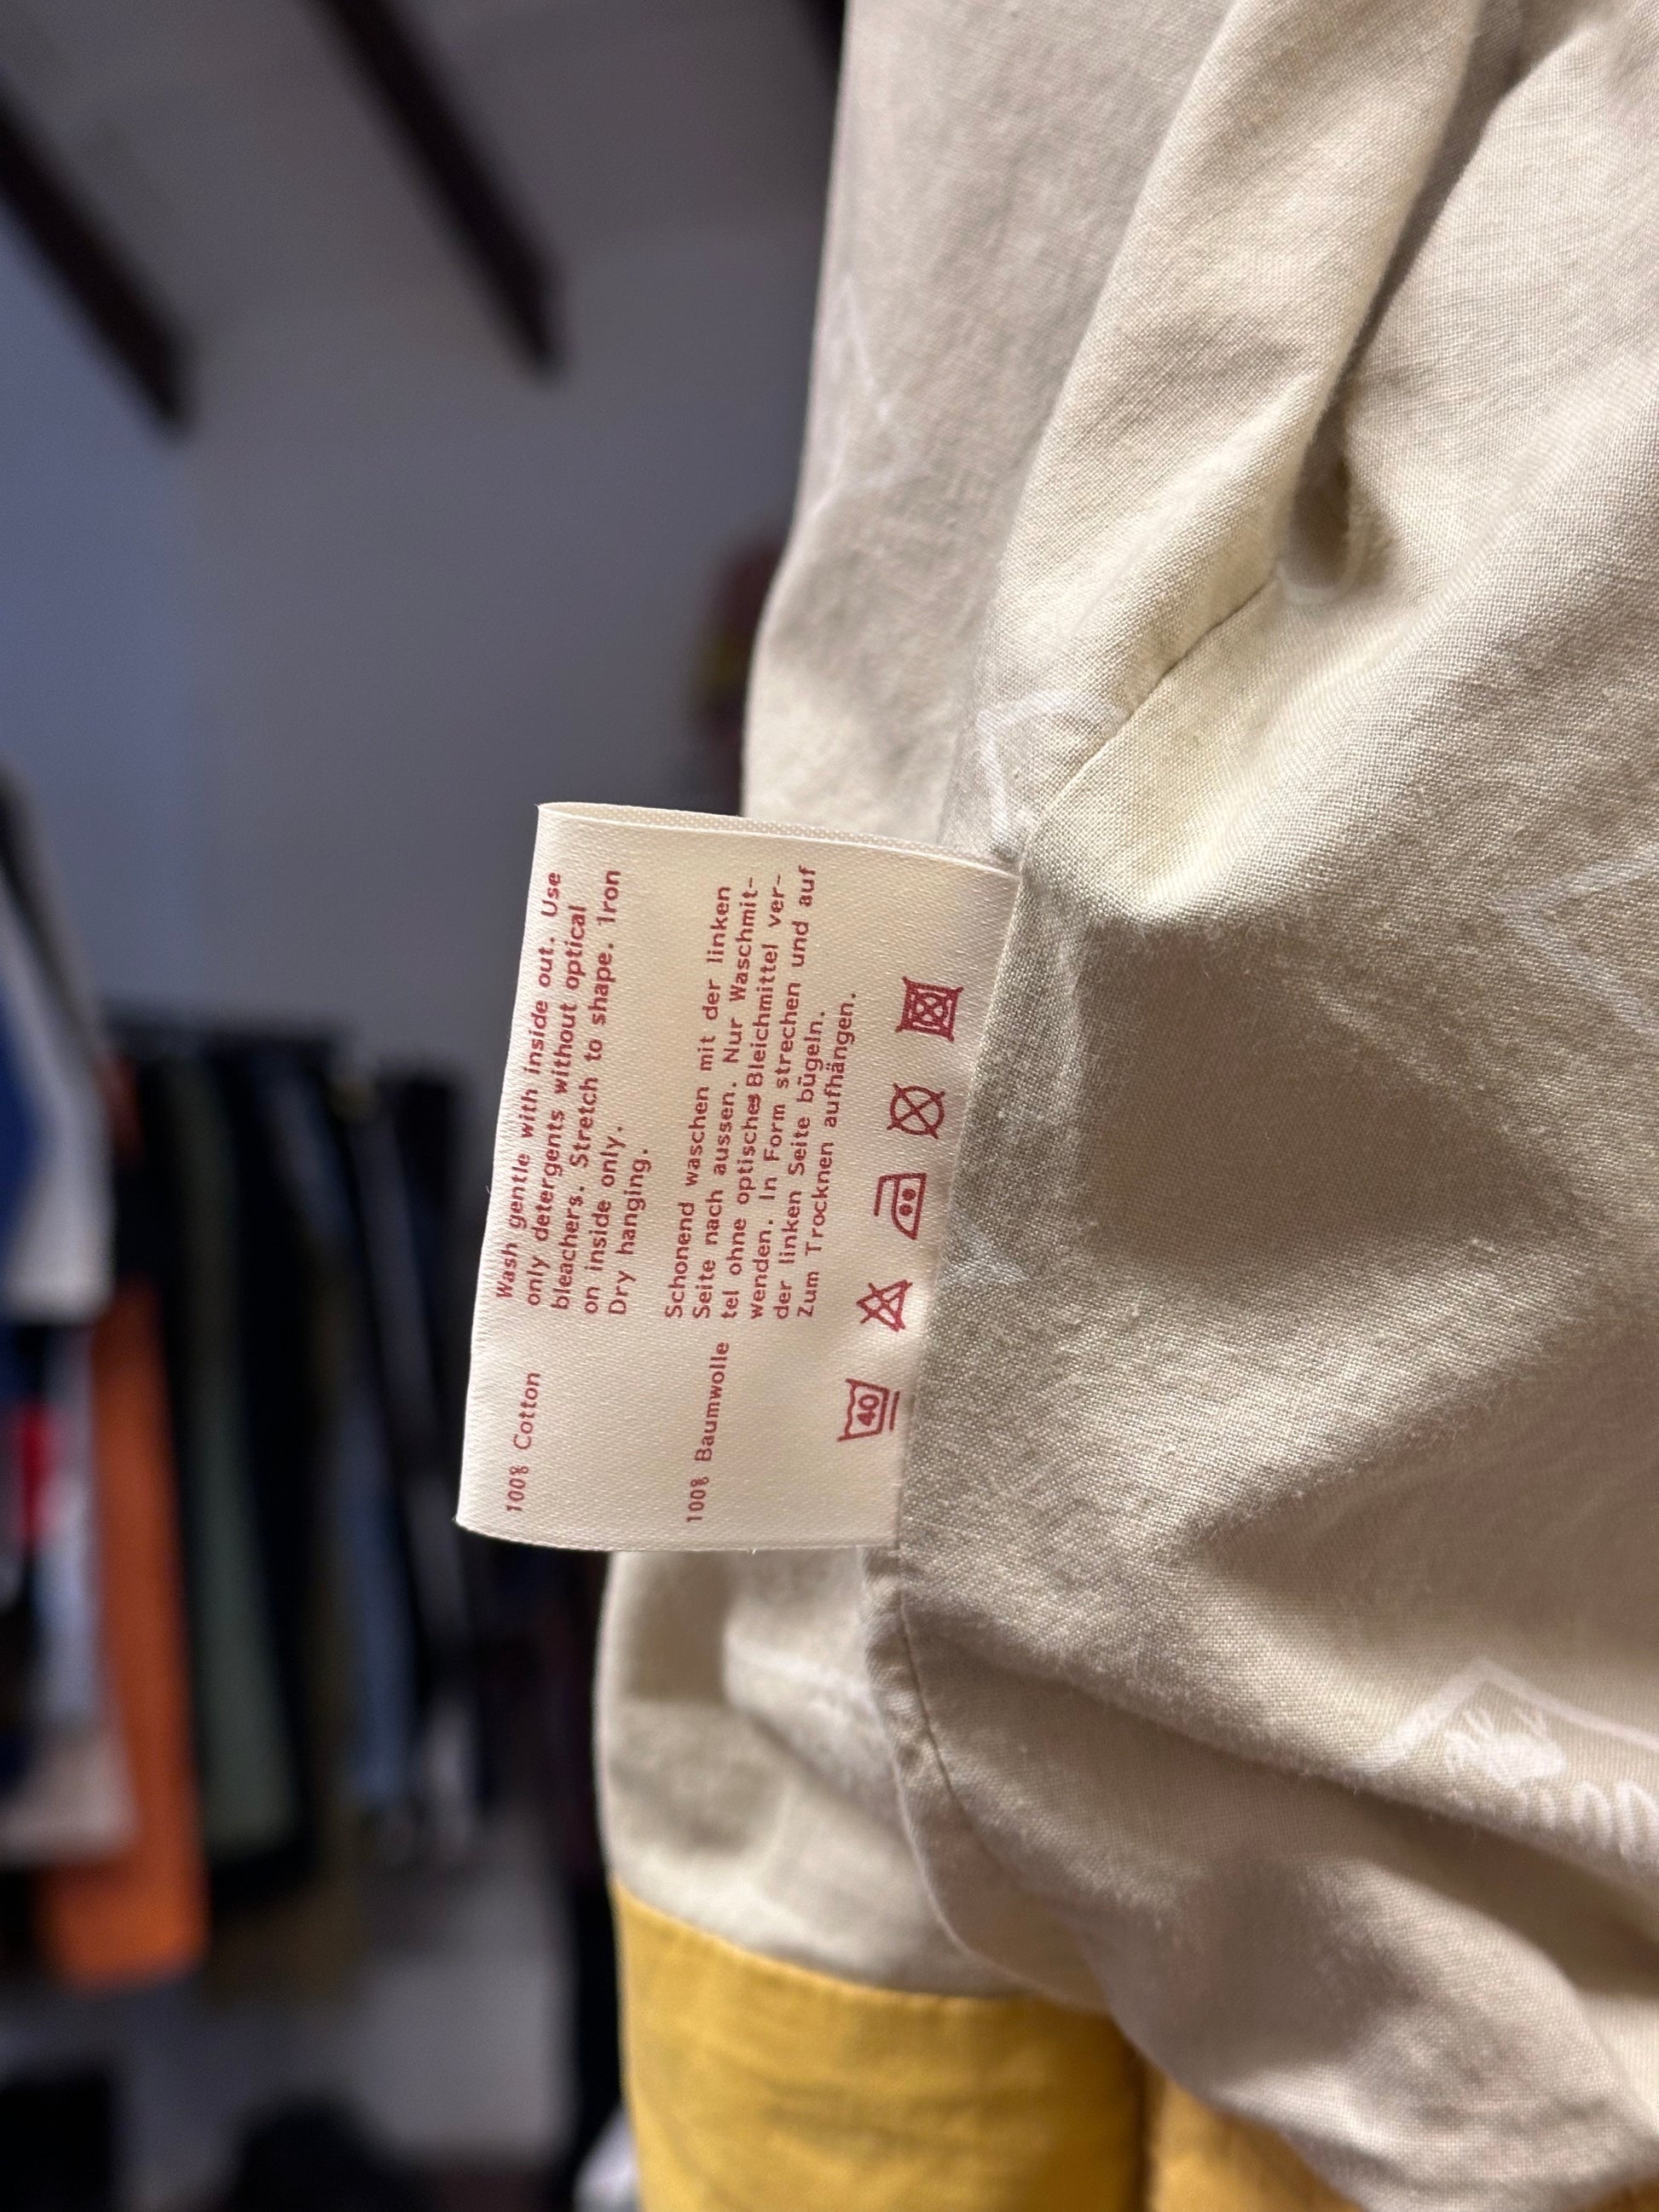 100% Cotton
Wash gentle with inside out. Use
only detergents without optical
bleachers. Stretch to shape. Iron
on inside only.
Dry hanging.
100% Baumwolle
Schonend waschen mit der linken
Seite nach aussen. Nur Waschmit-
tel ohne optisches Bleichmittel ver-
wenden. In Form strecken und auf
der linken Seite bügeln.
Zum Trocknen aufhängen.
40